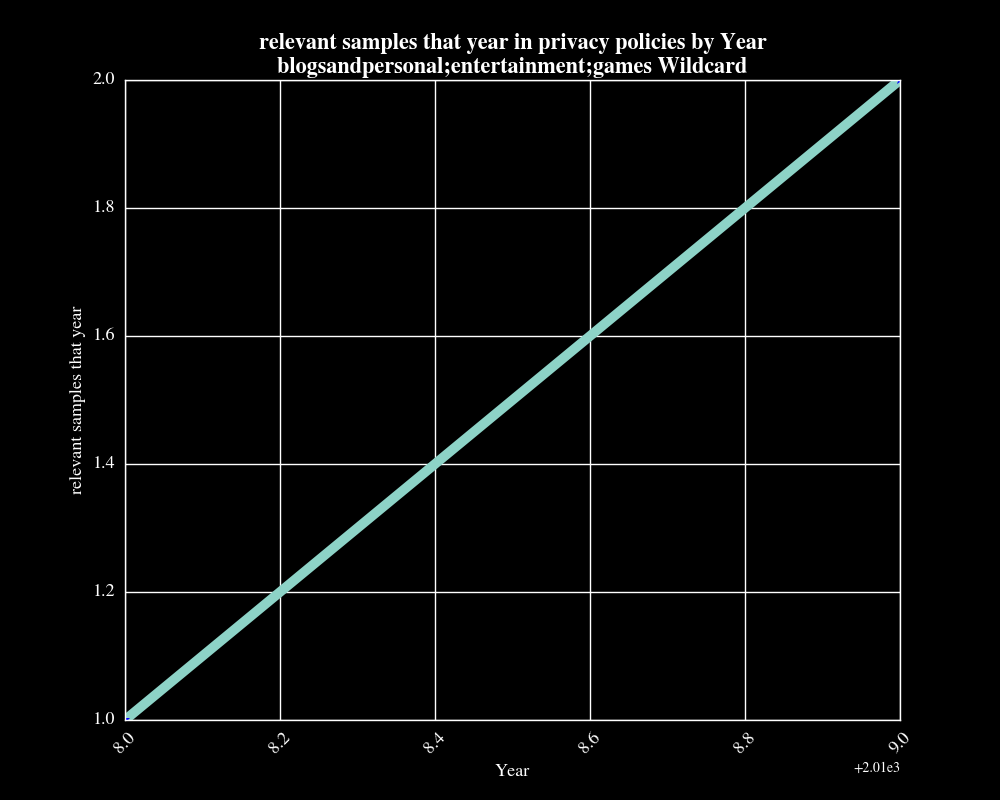 relevant samples that year in privacy policies by Year
blogsandpersonal;entertainment;games Wildcard
2.0
1.8
1.6
1.4
1.2
1.0
relevant samples that year
8.0
8.2
8.4
8.6
8.8
9.0
Year
+2.01e3